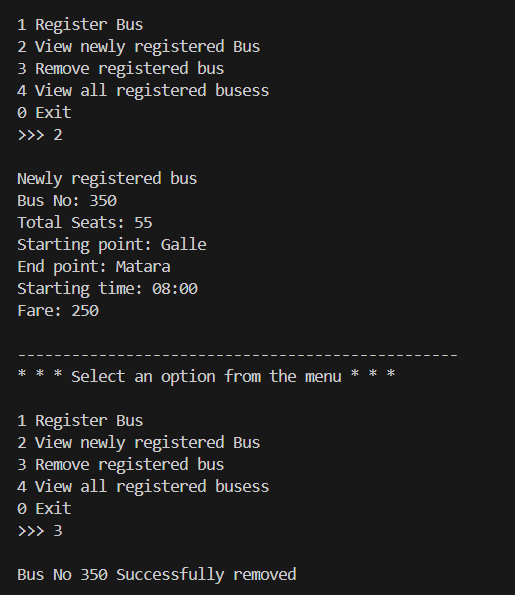 1 Register Bus
2 View newly registered Bus
3 Remove registered bus
4 View all registered busess
0 Exit
>>> 2
Newly registered bus
Bus No: 350
Total Seats: 55
Starting point: Galle
End point: Matara
Starting time: 08:00
Fare: 250
-------------------------------------------------
* * * Select an option from the menu * * *
1 Register Bus
2 View newly registered Bus
3 Remove registered bus
4 View all registered busess
0 Exit
>>> 3
Bus No 350 Successfully removed